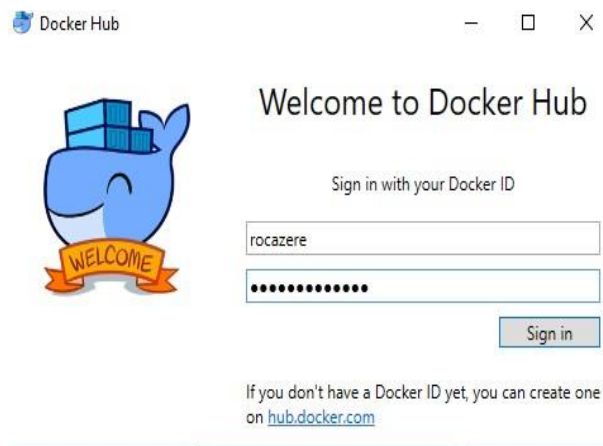 Docker Hub
Welcome to Docker Hub
Sign in with your Docker ID
rocazere
•••••••••••••
WELCOME
Sign in
If you don't have a Docker ID yet, you can create one
on hub.docker.com